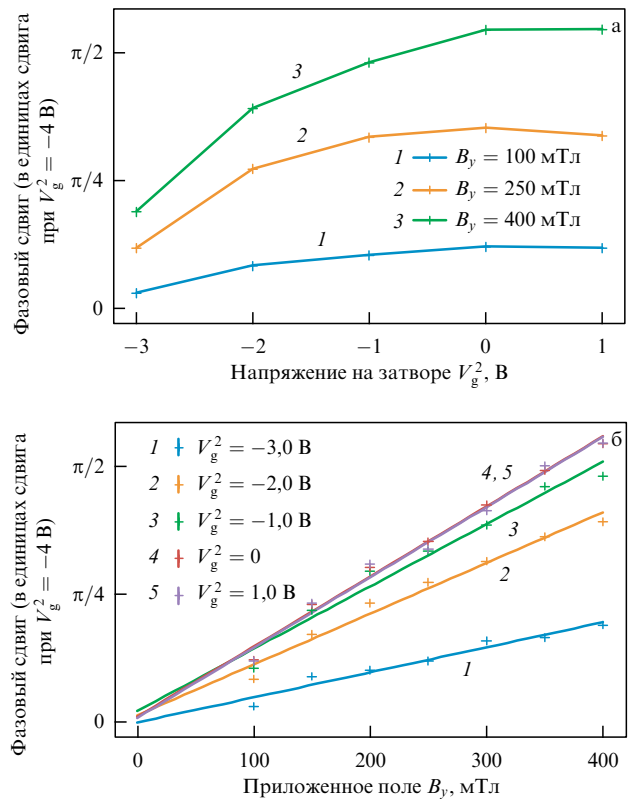 а
π/2
π/4
0
Фазовый сдвиг (в единицах сдвига
при V_g^2 = −4 В)
3
2
1
1 B_y = 100 мТл
2 B_y = 250 мТл
3 B_y = 400 мТл
−3 −2 −1 0 1
Напряжение на затворе V_g^2, В
б
π/2
π/4
0
Фазовый сдвиг (в единицах сдвига
при V_g^2 = −4 В)
1 V_g^2 = −3,0 В
2 V_g^2 = −2,0 В
3 V_g^2 = −1,0 В
4 V_g^2 = 0
5 V_g^2 = 1,0 В
4, 5
3
2
1
0 100 200 300 400
Приложенное поле B_y, мТл